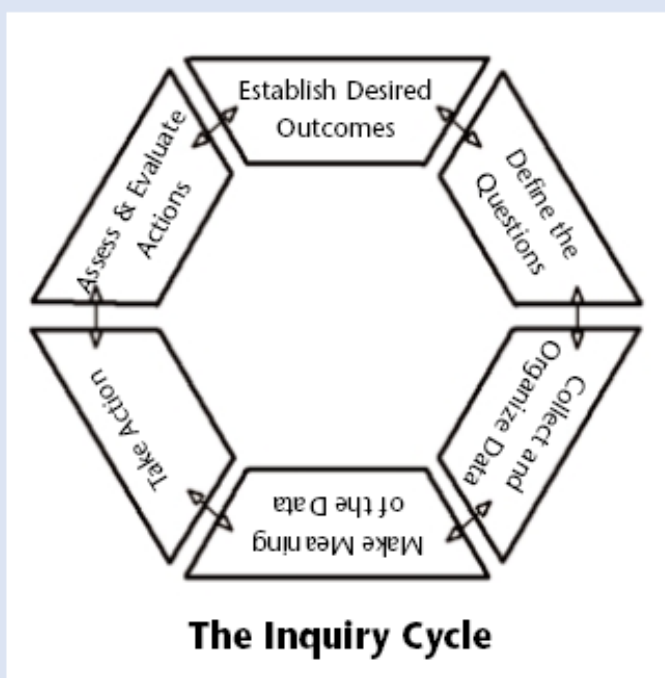 Establish Desired
Outcomes
Define the
Questions
Collect and
Organize Data
Make Meaning
of the Data
Take Action
Assess & Evaluate
Actions
The Inquiry Cycle